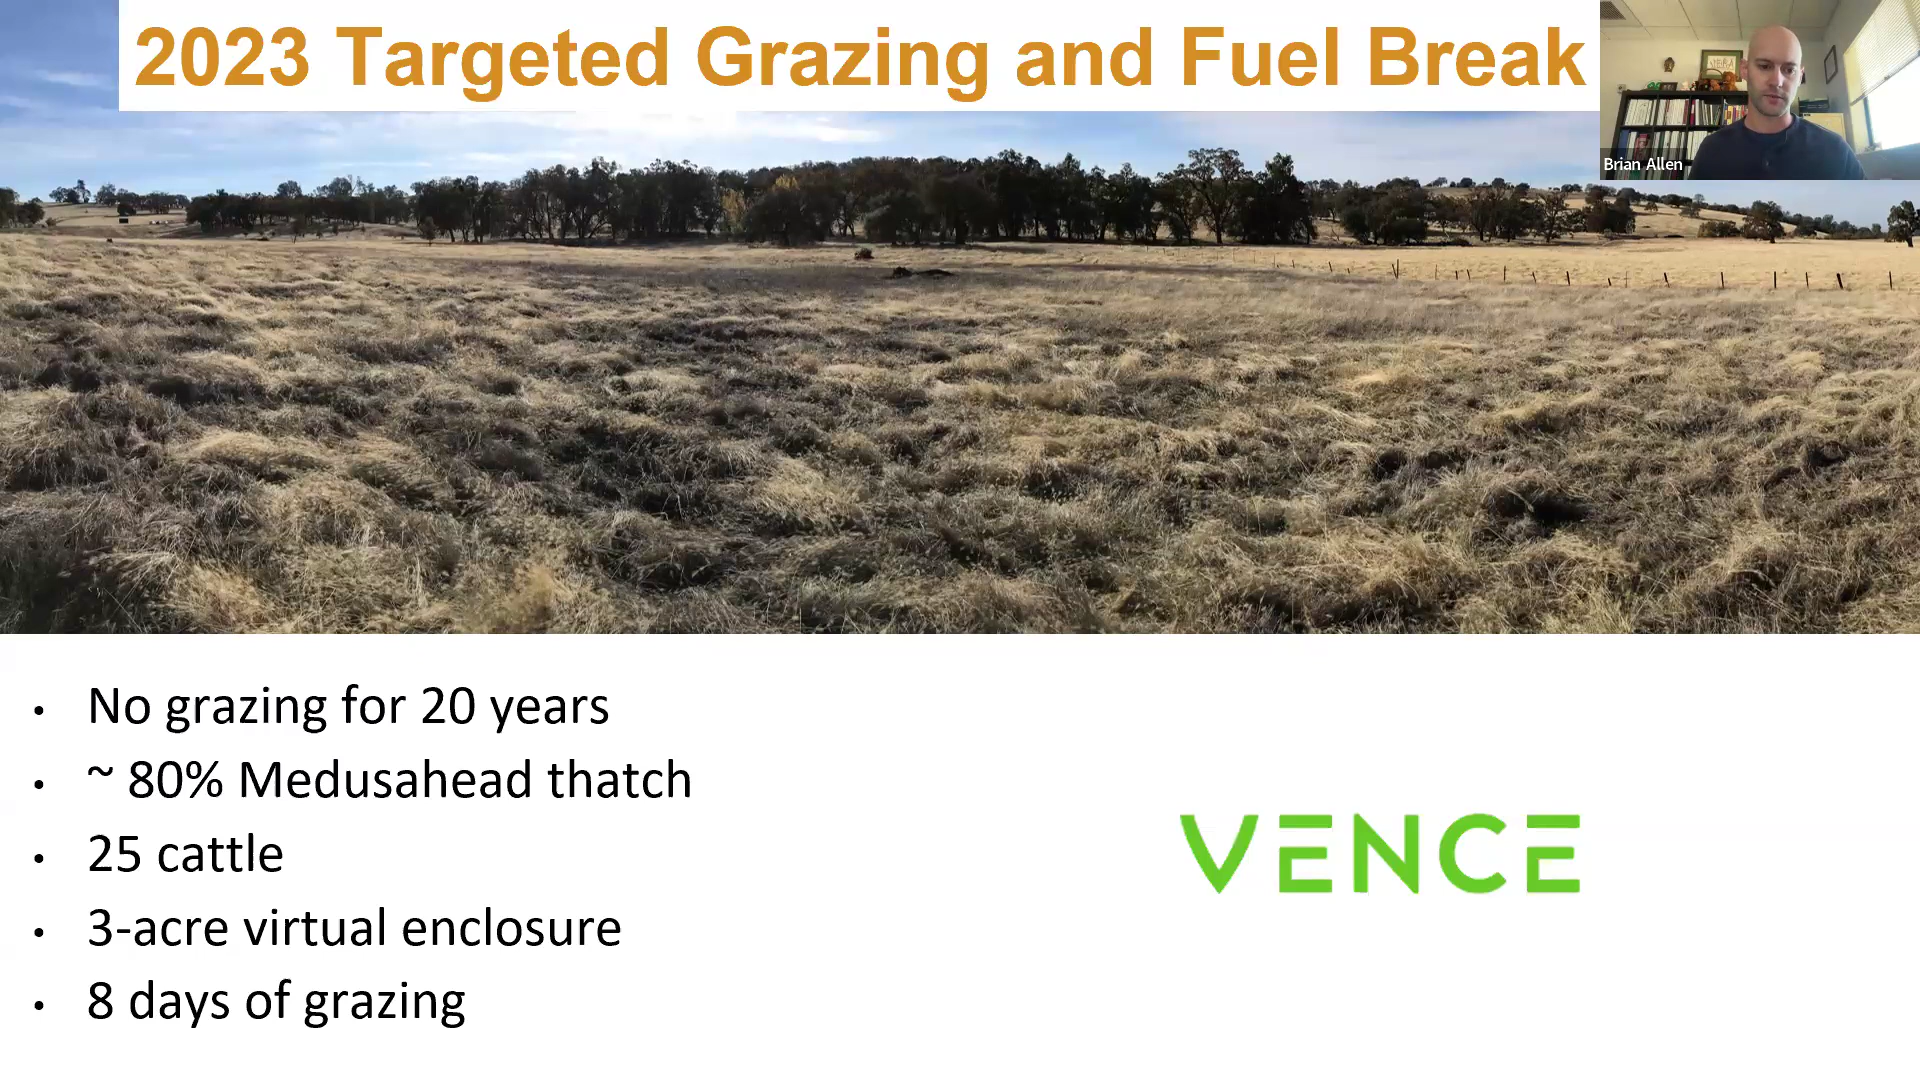 2023 Targeted Grazing and Fuel Break
Brian Allen
• No grazing for 20 years
• ~ 80% Medusahead thatch
• 25 cattle
• 3-acre virtual enclosure
• 8 days of grazing
VENCE